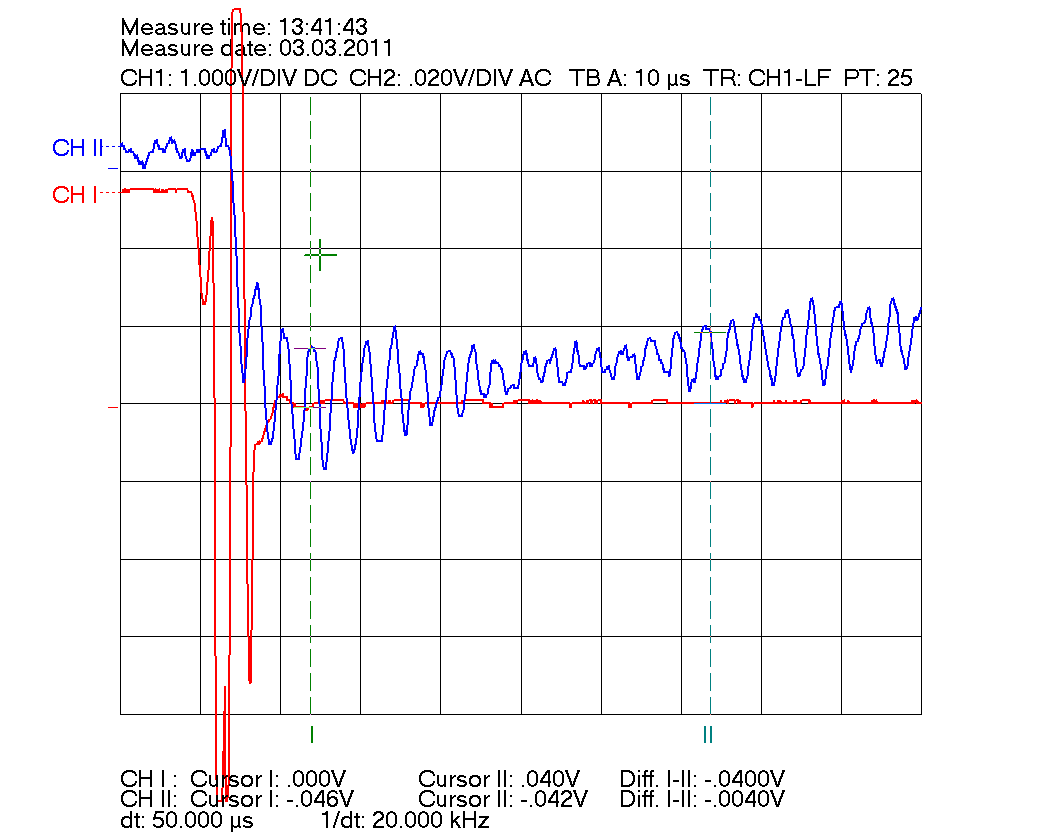 Measure time: 13:41:43
Measure date: 03.03.2011
CH1: 1.000V/DIV DC CH2: .020V/DIV AC TB A: 10 µs TR: CH1-LF PT: 25
CH II
CH I
I II
CH I : Cursor I: .000V Cursor II: .040V Diff. I-II: -.0400V
CH II: Cursor I: -.046V Cursor II: -.042V Diff. I-II: -.0040V
dt: 50.000 µs 1/dt: 20.000 kHz